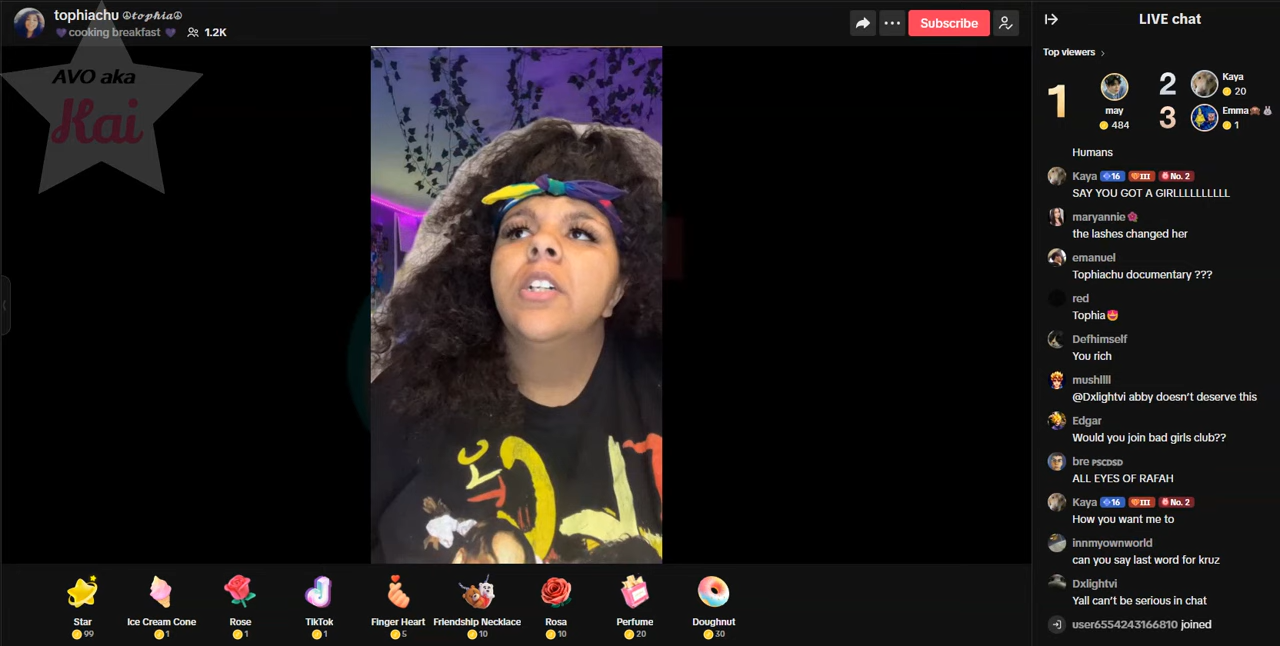 tophiachu ☮𝓽𝓸𝓹𝓱𝓲𝓪☮
💜cooking breakfast 💜 1.2K
Subscribe
AVO aka
Kai
LIVE chat
Top viewers ›
1
may
484
2
Kaya
20
3
Emma🙈🐰
1
Humans
Kaya 16 III No. 2
SAY YOU GOT A GIRLLLLLLLLL
maryannie🌺
the lashes changed her
emanuel
Tophiachu documentary ???
red
Tophia😍
Defhimself
You rich
mushllll
@Dxlightvi abby doesn’t deserve this
Edgar
Would you join bad girls club??
bre PSCDSD
ALL EYES OF RAFAH
Kaya 16 III No. 2
How you want me to
innmyownworld
can you say last word for kruz
Dxlightvi
Yall can’t be serious in chat
user6554243166810 joined
Star
99
Ice Cream Cone
1
Rose
1
TikTok
1
Finger Heart
5
Friendship Necklace
10
Rosa
10
Perfume
20
Doughnut
30